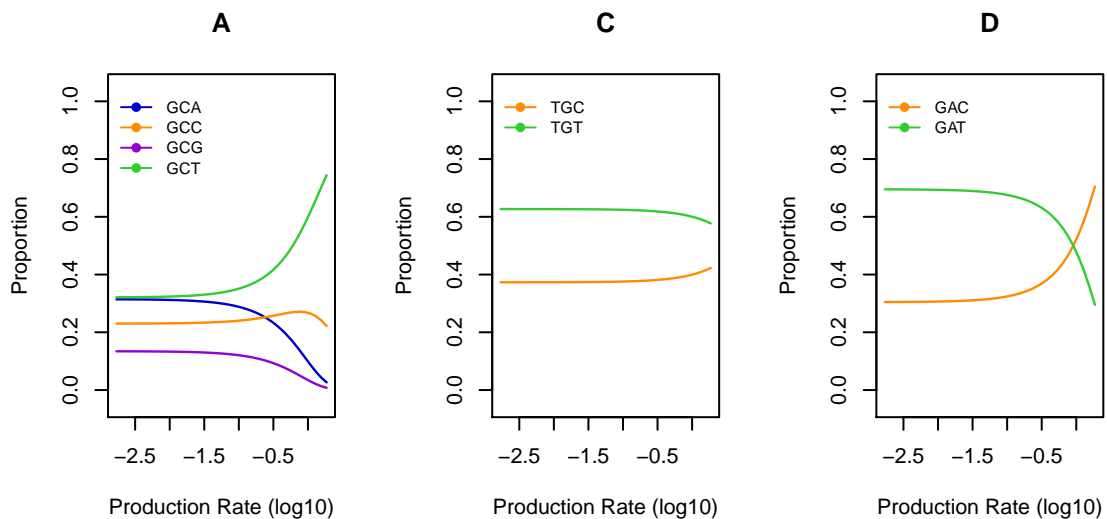 A
Proportion
1.0
0.8
0.6
0.4
0.2
0.0
GCA
GCC
GCG
GCT
−2.5 −1.5 −0.5
Production Rate (log10)
C
Proportion
1.0
0.8
0.6
0.4
0.2
0.0
TGC
TGT
−2.5 −1.5 −0.5
Production Rate (log10)
D
Proportion
1.0
0.8
0.6
0.4
0.2
0.0
GAC
GAT
−2.5 −1.5 −0.5
Production Rate (log10)